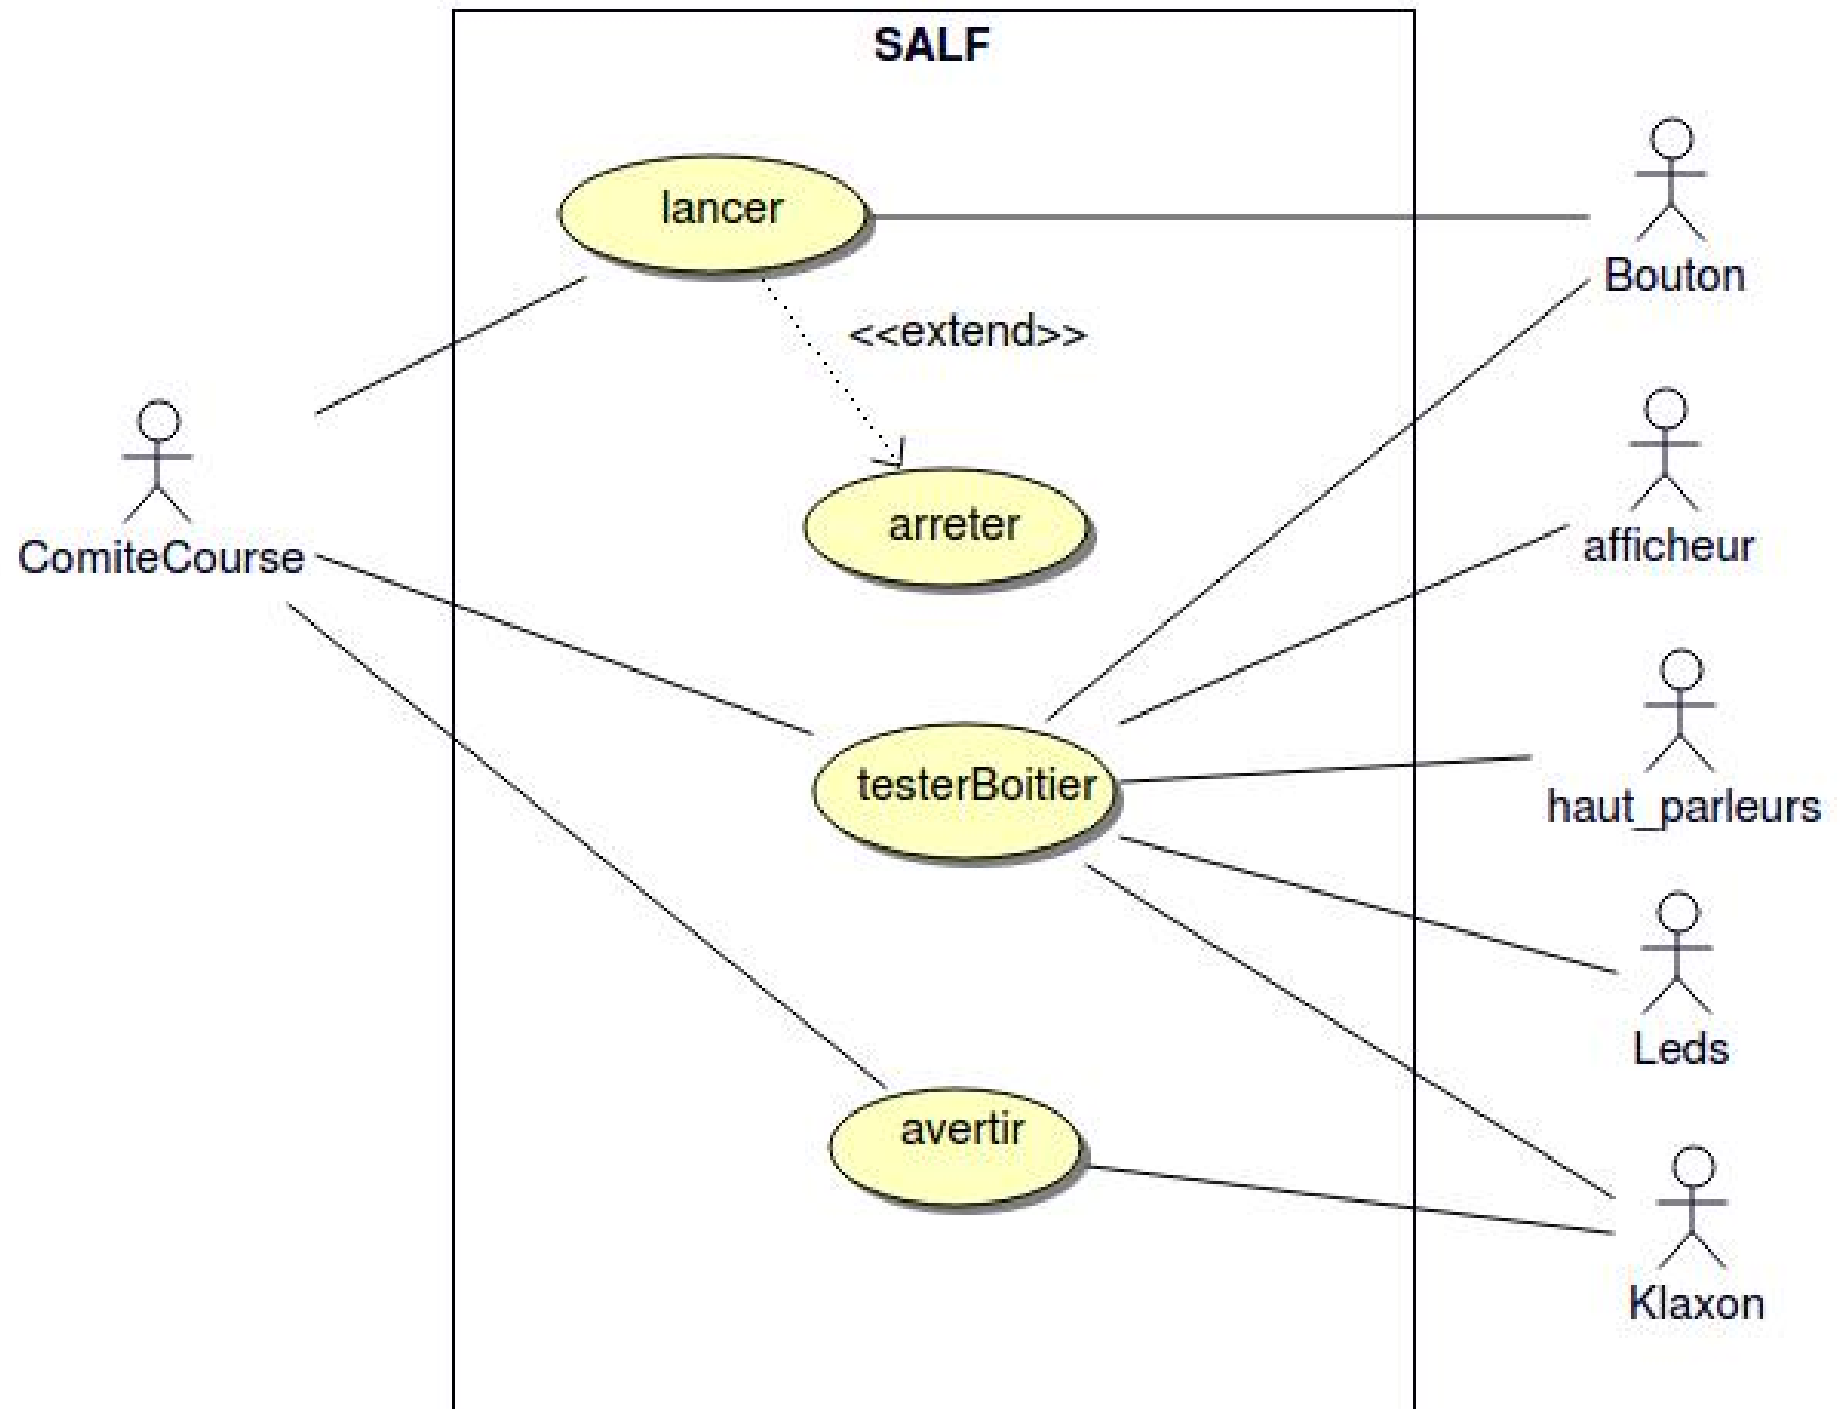 SALF
lancer
Bouton
<<extend>>
ComiteCourse
arreter
afficheur
testerBoitier
haut_parleurs
Leds
avertir
Klaxon